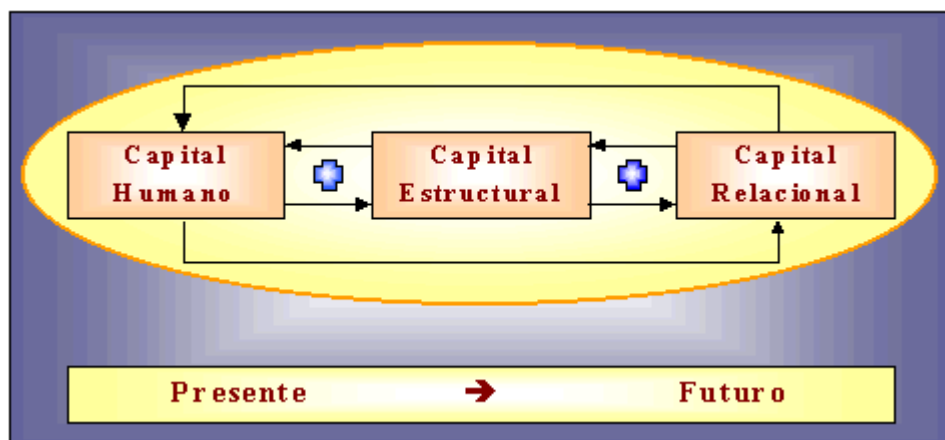 Capital
Humano
Capital
Estructural
Capital
Relacional
Presente ➔ Futuro